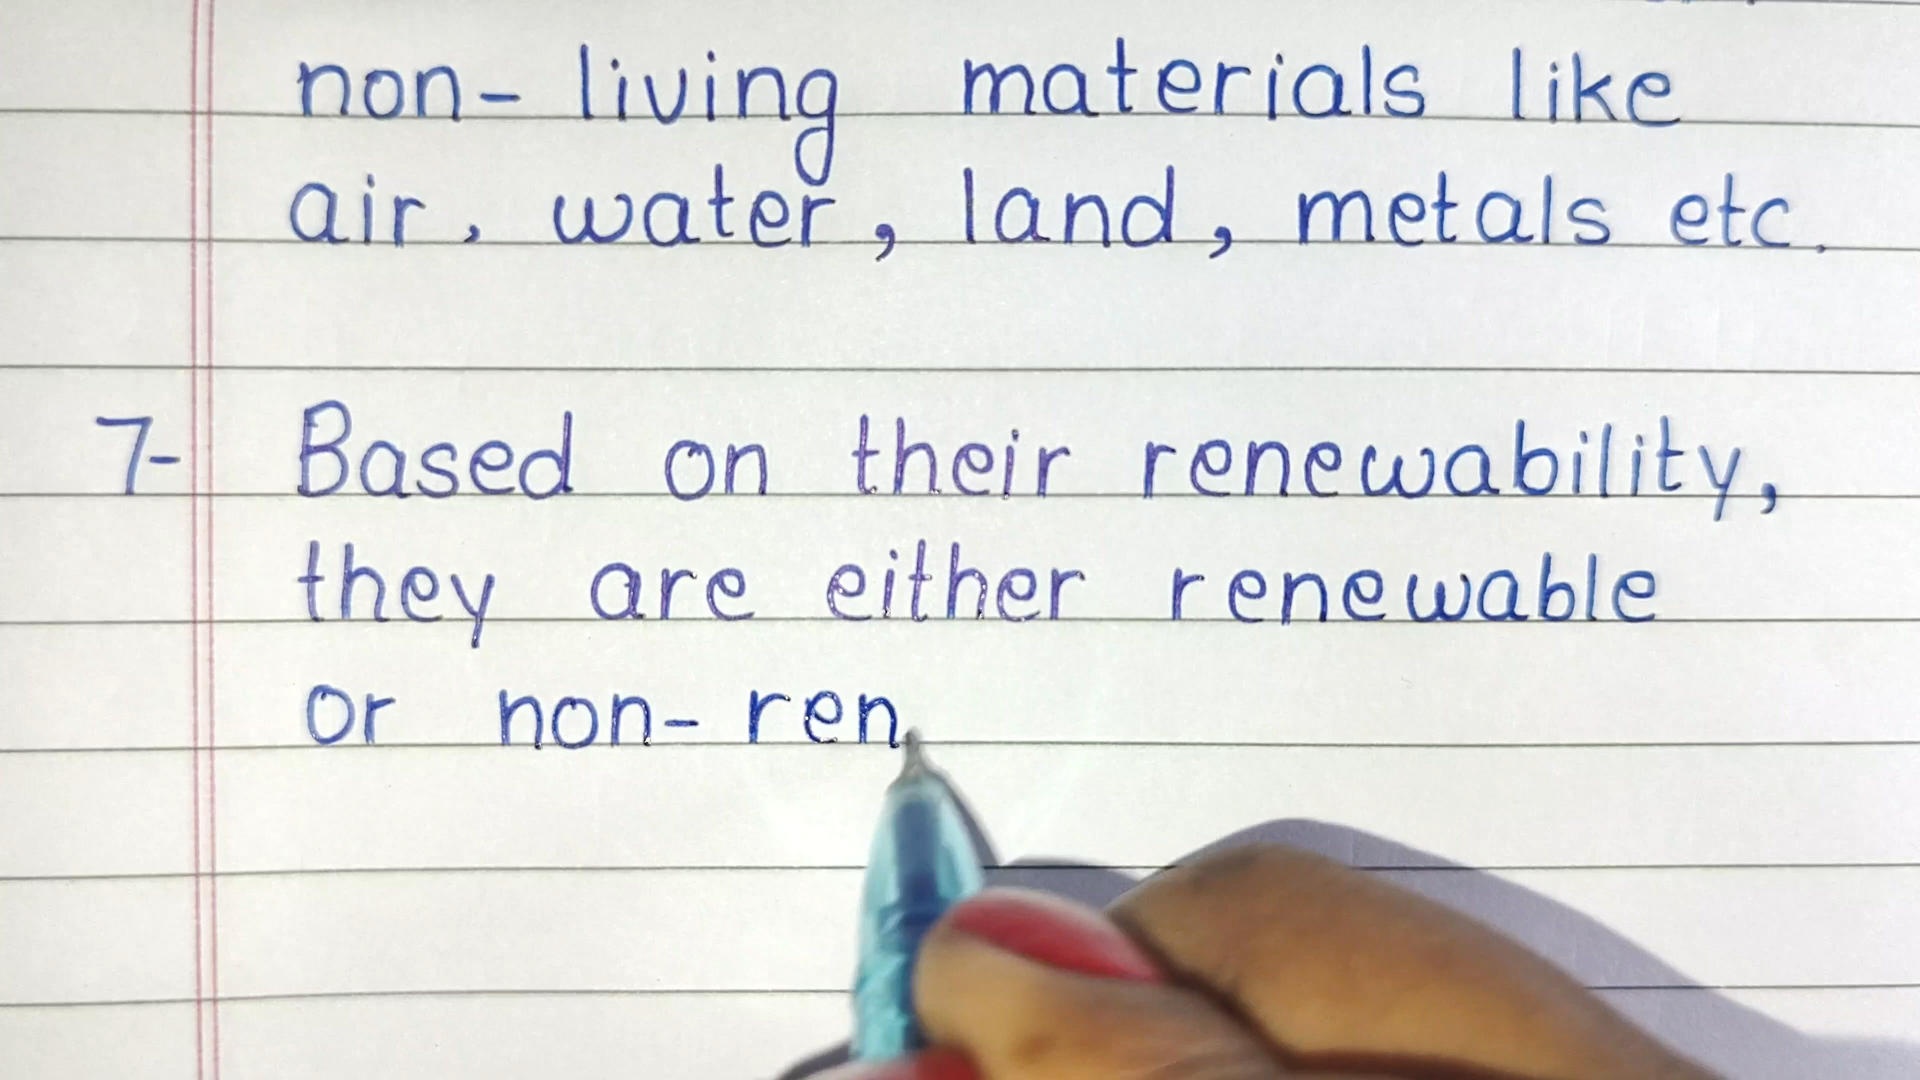 non-living materials like
air, water, land, metals etc.
7- Based on their renewability,
they are either renewable
or non-ren